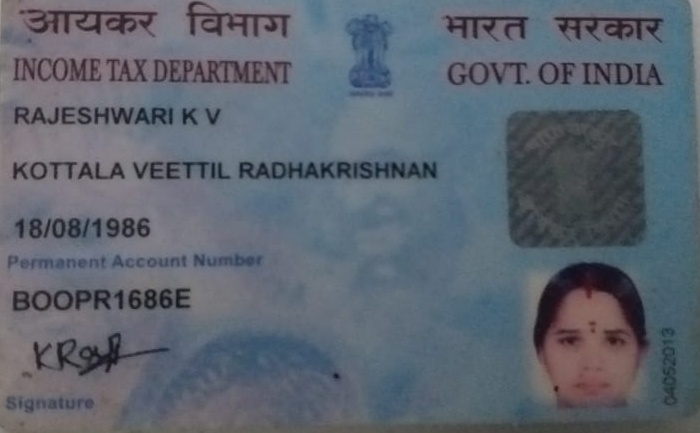 आयकर विभाग
भारत सरकार
INCOME TAX DEPARTMENT
GOVT. OF INDIA
RAJESHWARI K V
KOTTALA VEETTIL RADHAKRISHNAN
18/08/1986
Permanent Account Number
BOOPR1686E
Signature
04052013